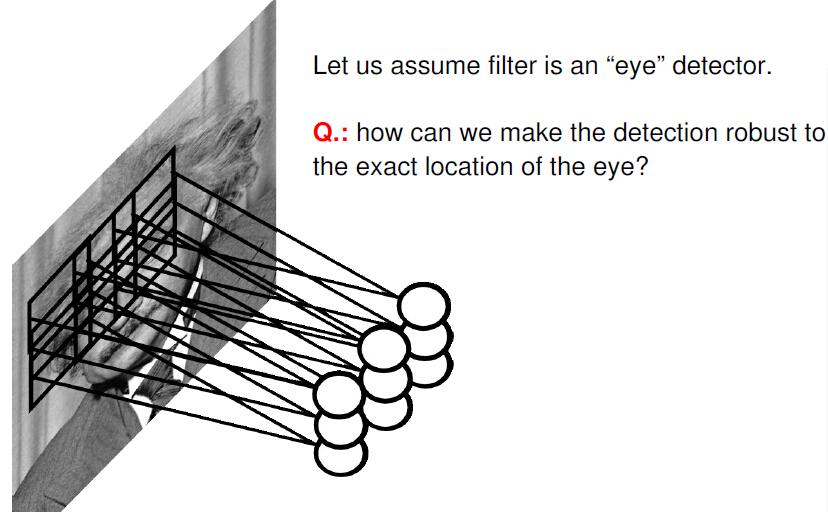 Let us assume filter is an “eye” detector.
Q.: how can we make the detection robust to
the exact location of the eye?